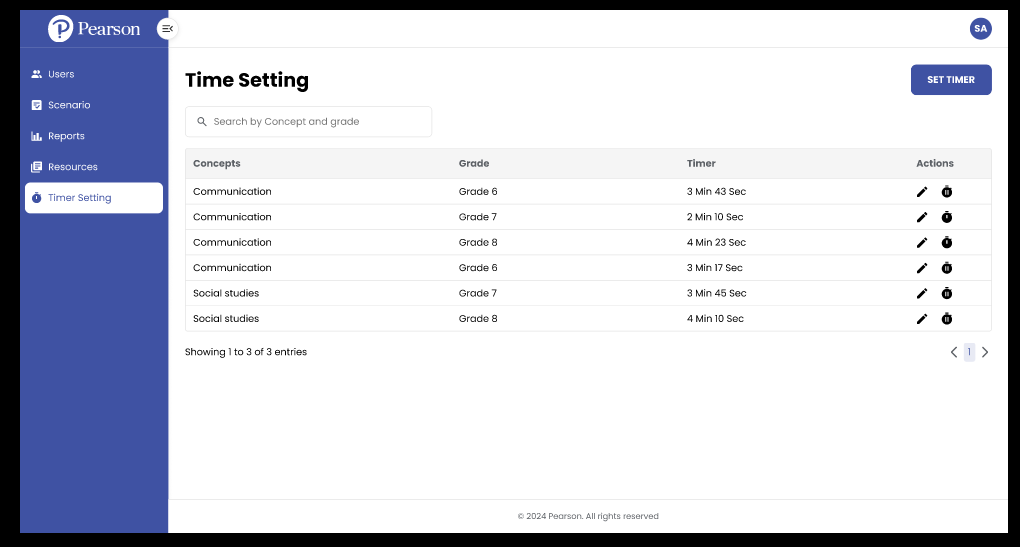 Pearson
SA
Users
Scenario
Reports
Resources
Timer Setting
Time Setting
SET TIMER
Search by Concept and grade
Concepts Grade Timer Actions
Communication Grade 6 3 Min 43 Sec
Communication Grade 7 2 Min 10 Sec
Communication Grade 8 4 Min 23 Sec
Communication Grade 6 3 Min 17 Sec
Social studies Grade 7 3 Min 45 Sec
Social studies Grade 8 4 Min 10 Sec
Showing 1 to 3 of 3 entries
1
© 2024 Pearson. All rights reserved